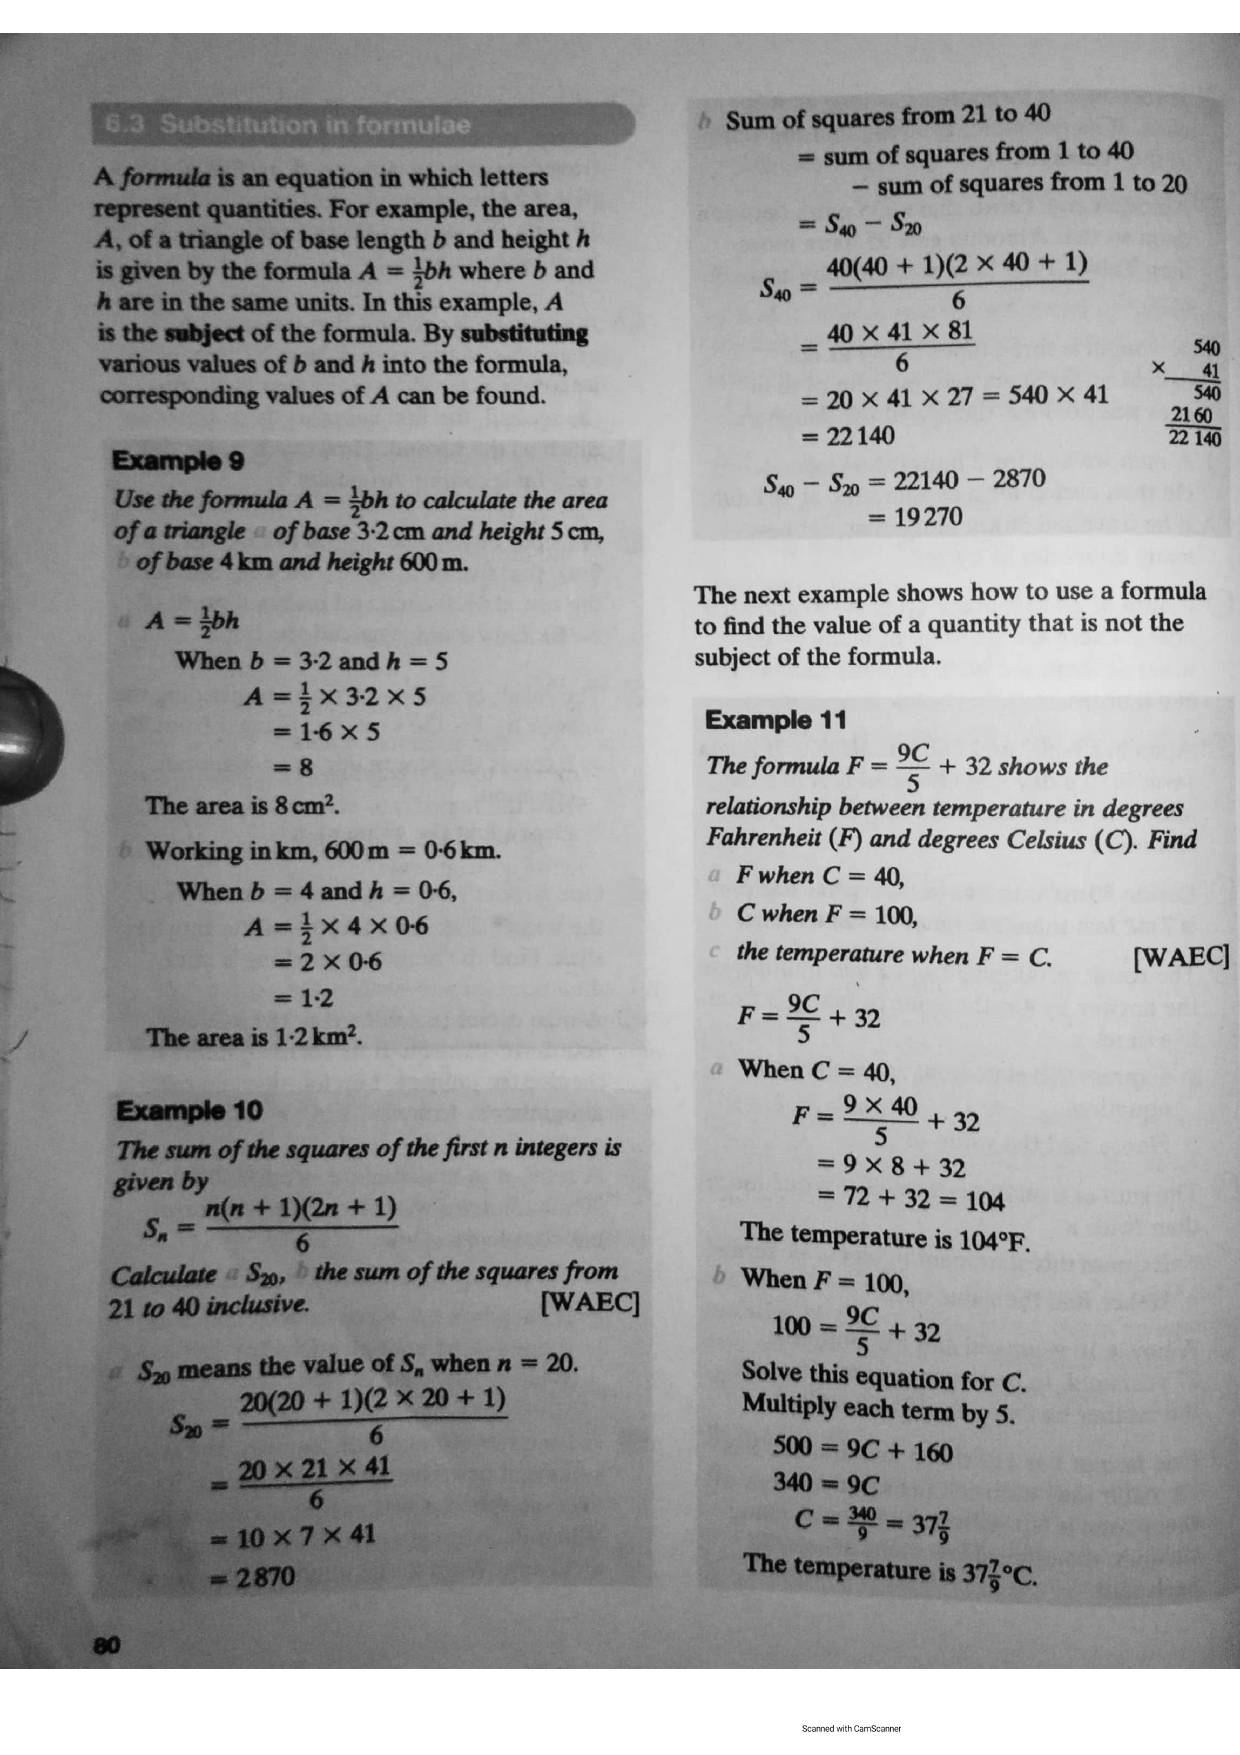 6.3 Substitution in formulae
A formula is an equation in which letters
represent quantities. For example, the area,
A, of a triangle of base length b and height h
is given by the formula A = ½bh where b and
h are in the same units. In this example, A
is the subject of the formula. By substituting
various values of b and h into the formula,
corresponding values of A can be found.
Example 9
Use the formula A = ½bh to calculate the area
of a triangle a of base 3·2 cm and height 5 cm,
b of base 4 km and height 600 m.
a A = ½bh
When b = 3·2 and h = 5
A = ½ × 3·2 × 5
= 1·6 × 5
= 8
The area is 8 cm².
b Working in km, 600 m = 0·6 km.
When b = 4 and h = 0·6,
A = ½ × 4 × 0·6
= 2 × 0·6
= 1·2
The area is 1·2 km².
Example 10
The sum of the squares of the first n integers is
given by
Sₙ = n(n + 1)(2n + 1)/6
Calculate a S₂₀, b the sum of the squares from
21 to 40 inclusive. [WAEC]
a S₂₀ means the value of Sₙ when n = 20.
S₂₀ = 20(20 + 1)(2 × 20 + 1)/6
= 20 × 21 × 41/6
= 10 × 7 × 41
= 2870
80
b Sum of squares from 21 to 40
= sum of squares from 1 to 40
− sum of squares from 1 to 20
= S₄₀ − S₂₀
S₄₀ = 40(40 + 1)(2 × 40 + 1)/6
= 40 × 41 × 81/6
= 20 × 41 × 27 = 540 × 41
= 22 140
540
× 41
540
21 60
22 140
S₄₀ − S₂₀ = 22140 − 2870
= 19 270
The next example shows how to use a formula
to find the value of a quantity that is not the
subject of the formula.
Example 11
The formula F = 9C/5 + 32 shows the
relationship between temperature in degrees
Fahrenheit (F) and degrees Celsius (C). Find
a F when C = 40,
b C when F = 100,
c the temperature when F = C. [WAEC]
F = 9C/5 + 32
a When C = 40,
F = 9 × 40/5 + 32
= 9 × 8 + 32
= 72 + 32 = 104
The temperature is 104°F.
b When F = 100,
100 = 9C/5 + 32
Solve this equation for C.
Multiply each term by 5.
500 = 9C + 160
340 = 9C
C = 340/9 = 37 7/9
The temperature is 37 7/9°C.
Scanned with CamScanner